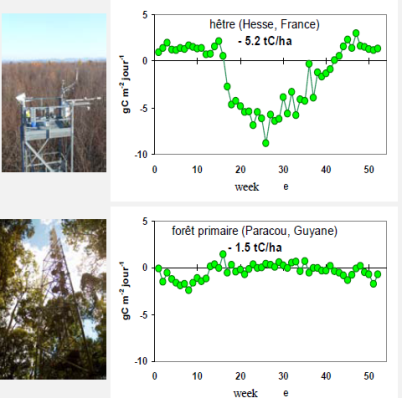 hêtre (Hesse, France)
- 5.2 tC/ha
gC m-2 jour-1
5
0
-5
-10
0 10 20 30 40 50
week e
forêt primaire (Paracou, Guyane)
- 1.5 tC/ha
gC m-2 jour-1
5
0
-5
-10
0 10 20 30 40 50
week e